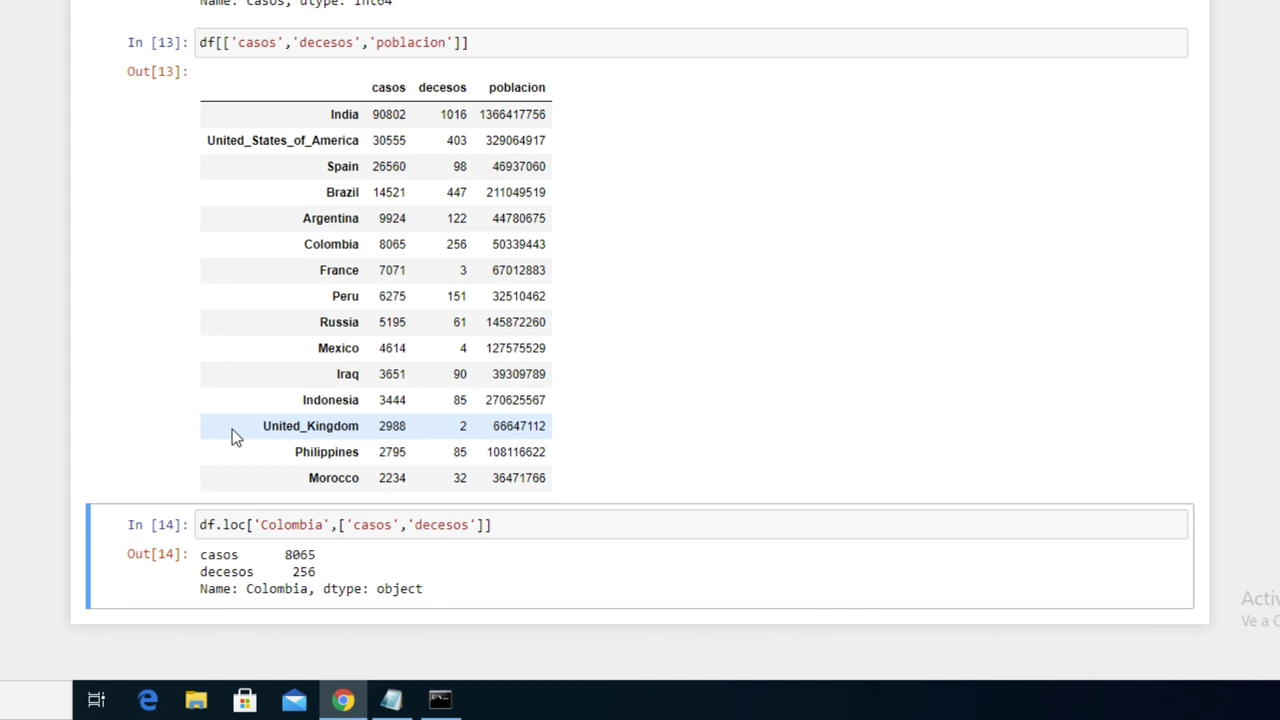 Name: casos, dtype: int64
In [13]: df[['casos','decesos','poblacion']]
Out[13]:
casos decesos poblacion
India 90802 1016 1366417756
United_States_of_America 30555 403 329064917
Spain 26560 98 46937060
Brazil 14521 447 211049519
Argentina 9924 122 44780675
Colombia 8065 256 50339443
France 7071 3 67012883
Peru 6275 151 32510462
Russia 5195 61 145872260
Mexico 4614 4 127575529
Iraq 3651 90 39309789
Indonesia 3444 85 270625567
United_Kingdom 2988 2 66647112
Philippines 2795 85 108116622
Morocco 2234 32 36471766
In [14]: df.loc['Colombia',['casos','decesos']]
Out[14]: casos 8065
decesos 256
Name: Colombia, dtype: object
Activ
Ve a C